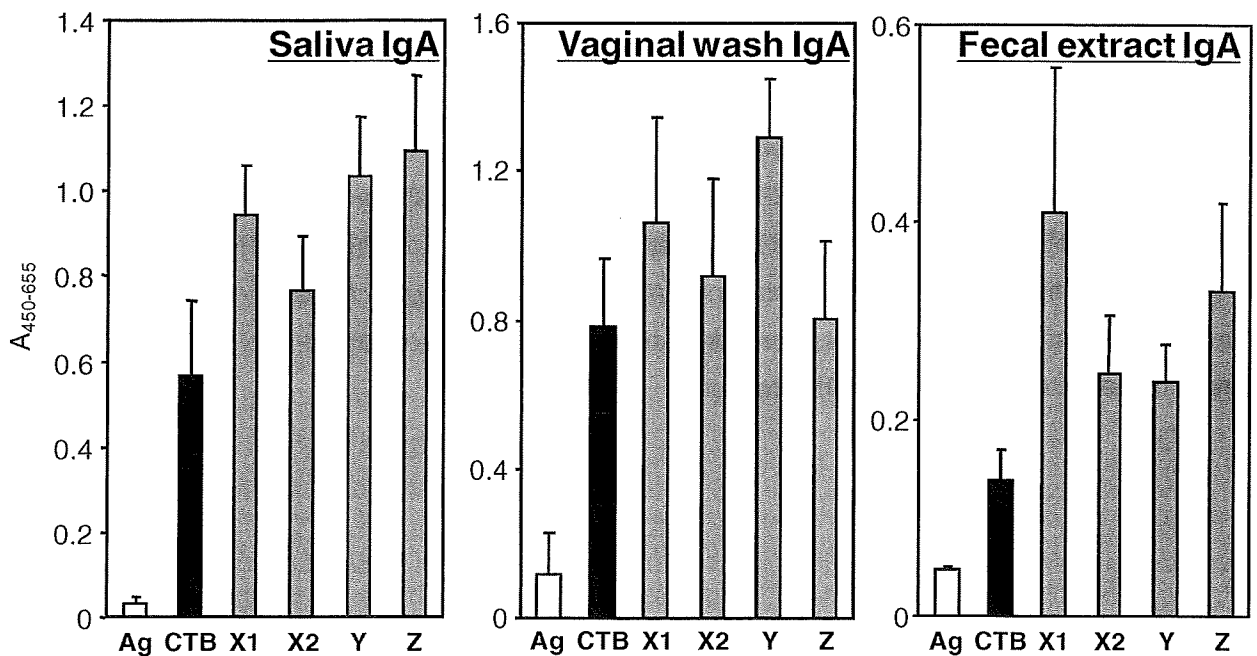 A450-655
Saliva IgA
1.4
1.2
1.0
0.8
0.6
0.4
0.2
0
Ag CTB X1 X2 Y Z
Vaginal wash IgA
1.6
1.2
0.8
0.4
0
Ag CTB X1 X2 Y Z
Fecal extract IgA
0.6
0.4
0.2
0
Ag CTB X1 X2 Y Z